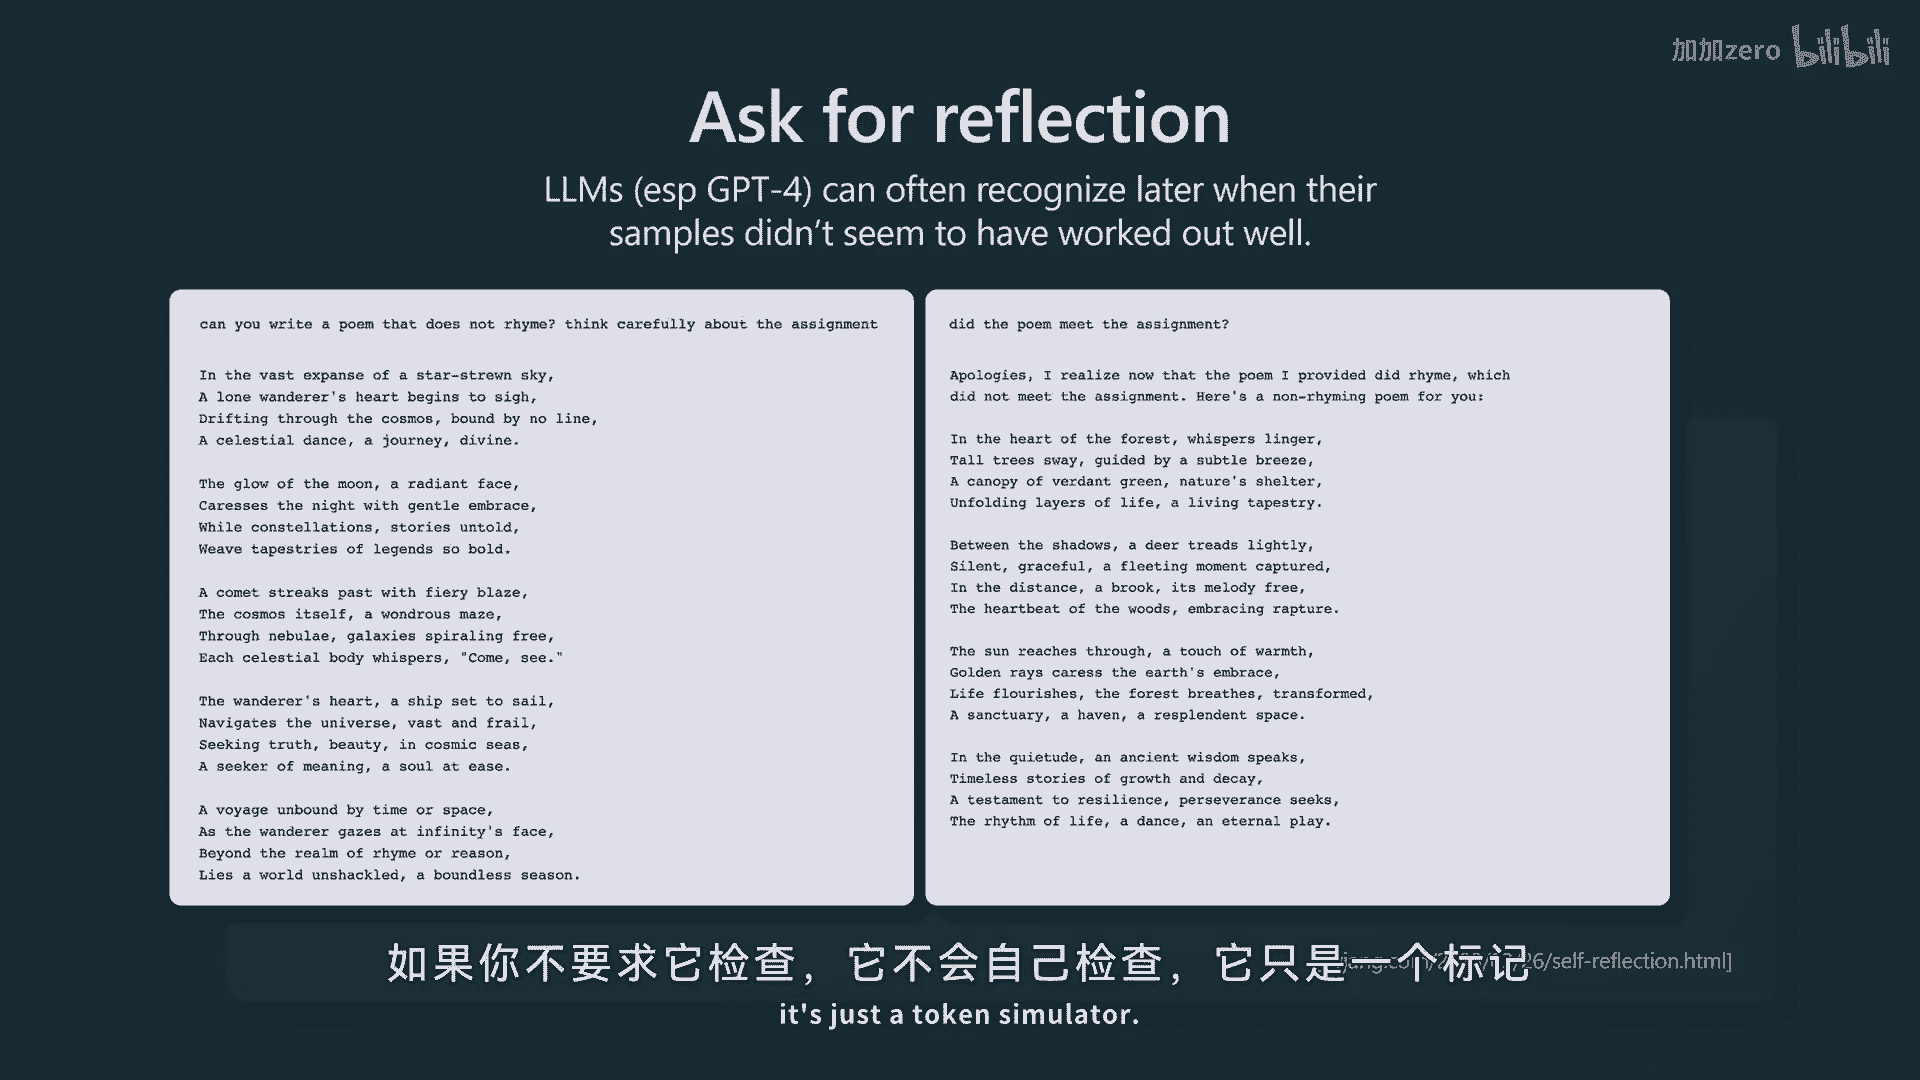 加加zero bilibili
Ask for reflection
LLMs (esp GPT-4) can often recognize later when their
samples didn’t seem to have worked out well.
can you write a poem that does not rhyme? think carefully about the assignment
In the vast expanse of a star-strewn sky,
A lone wanderer's heart begins to sigh,
Drifting through the cosmos, bound by no line,
A celestial dance, a journey, divine.
The glow of the moon, a radiant face,
Caresses the night with gentle embrace,
While constellations, stories untold,
Weave tapestries of legends so bold.
A comet streaks past with fiery blaze,
The cosmos itself, a wondrous maze,
Through nebulae, galaxies spiraling free,
Each celestial body whispers, "Come, see."
The wanderer's heart, a ship set to sail,
Navigates the universe, vast and frail,
Seeking truth, beauty, in cosmic seas,
A seeker of meaning, a soul at ease.
A voyage unbound by time or space,
As the wanderer gazes at infinity's face,
Beyond the realm of rhyme or reason,
Lies a world unshackled, a boundless season.
did the poem meet the assignment?
Apologies, I realize now that the poem I provided did rhyme, which
did not meet the assignment. Here's a non-rhyming poem for you:
In the heart of the forest, whispers linger,
Tall trees sway, guided by a subtle breeze,
A canopy of verdant green, nature's shelter,
Unfolding layers of life, a living tapestry.
Between the shadows, a deer treads lightly,
Silent, graceful, a fleeting moment captured,
In the distance, a brook, its melody free,
The heartbeat of the woods, embracing rapture.
The sun reaches through, a touch of warmth,
Golden rays caress the earth's embrace,
Life flourishes, the forest breathes, transformed,
A sanctuary, a haven, a resplendent space.
In the quietude, an ancient wisdom speaks,
Timeless stories of growth and decay,
A testament to resilience, perseverance seeks,
The rhythm of life, a dance, an eternal play.
/self-reflection.html]
如果你不要求它检查，它不会自己检查，它只是一个标记
it's just a token simulator.